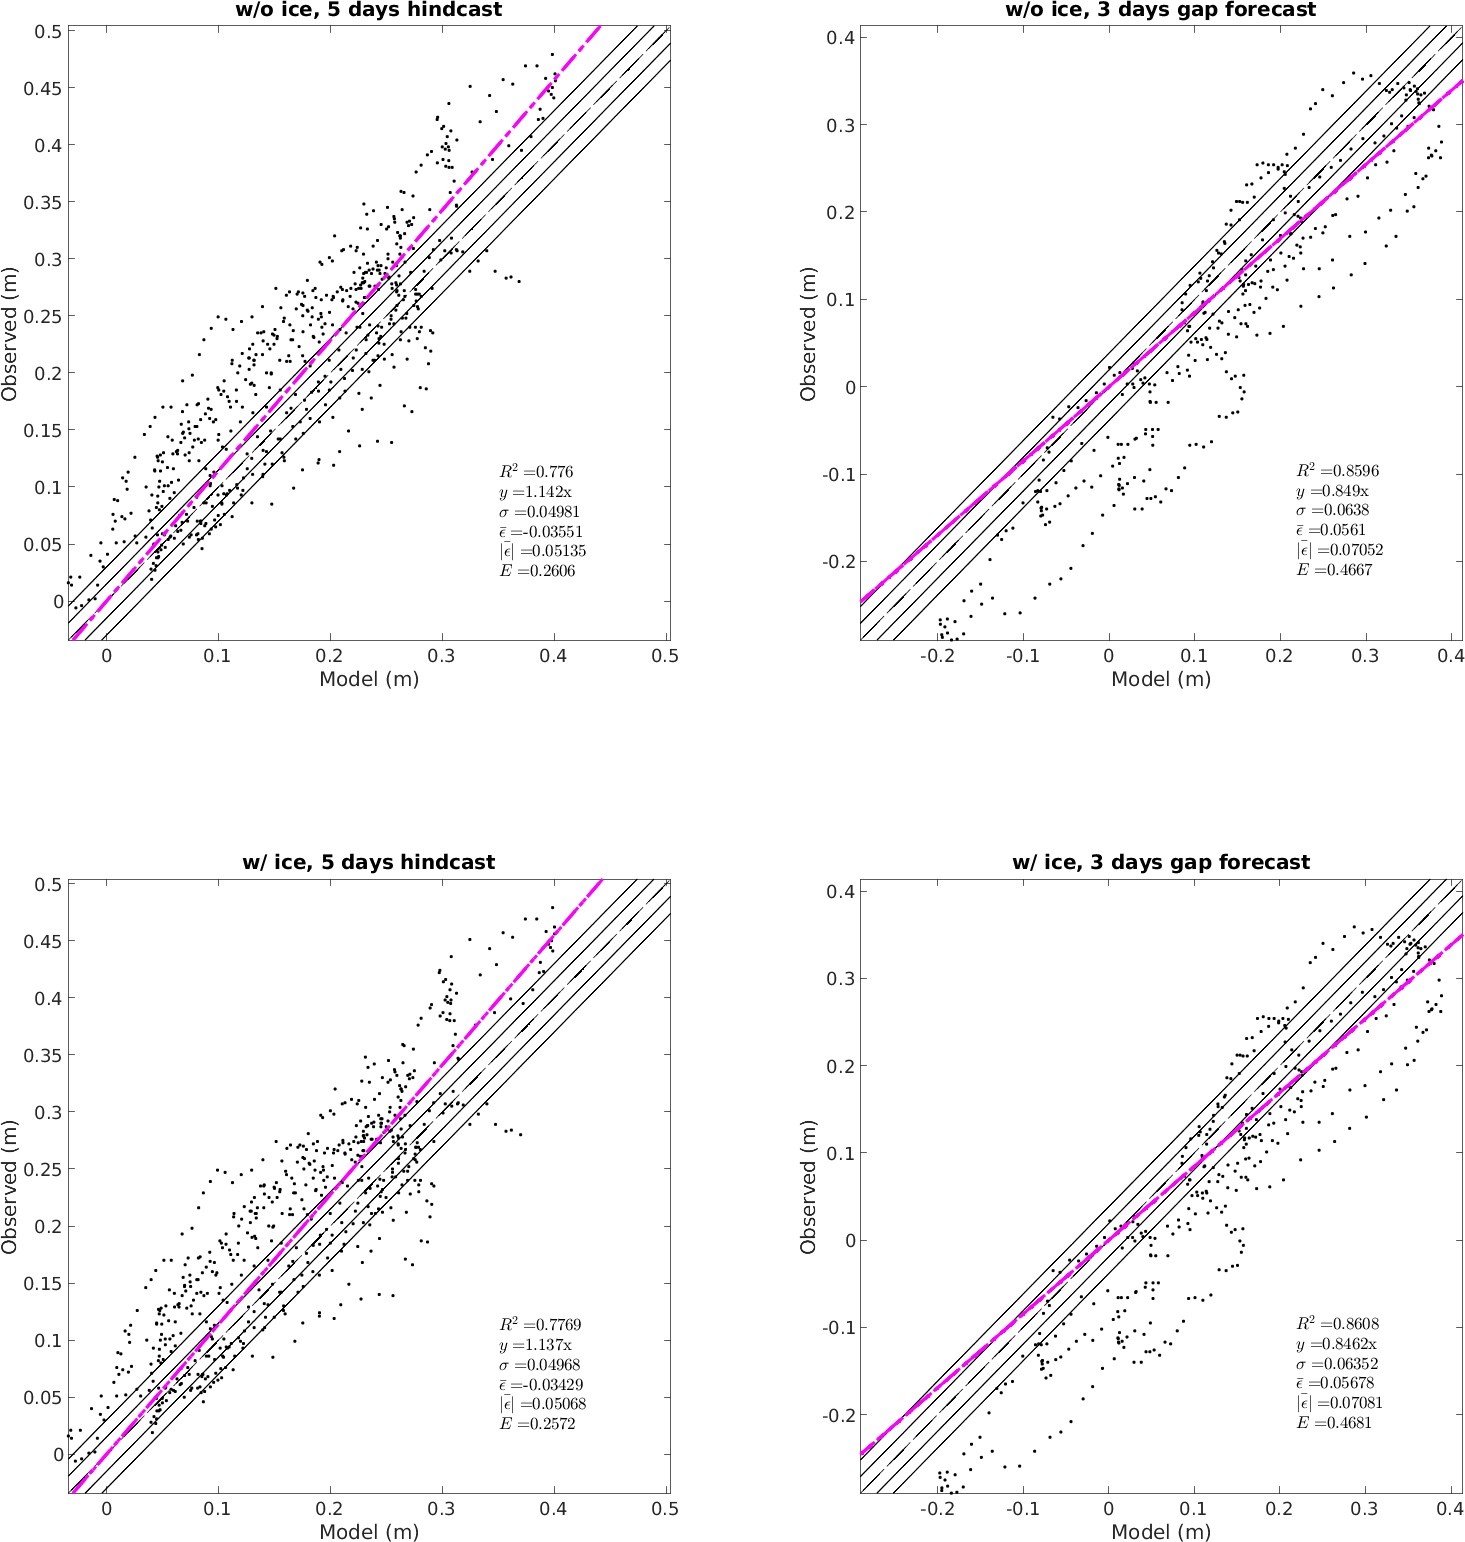 w/o ice, 5 days hindcast
0.5
0.45
0.4
0.35
0.3
0.25
0.2
0.15
0.1
0.05
0
Observed (m)
R² =0.776
y =1.142x
σ =0.04981
ϵ̄ =-0.03551
|ϵ̄| =0.05135
E =0.2606
0 0.1 0.2 0.3 0.4 0.5
Model (m)
w/o ice, 3 days gap forecast
0.4
0.3
0.2
0.1
0
-0.1
-0.2
Observed (m)
R² =0.8596
y =0.849x
σ =0.0638
ϵ̄ =0.0561
|ϵ̄| =0.07052
E =0.4667
-0.2 -0.1 0 0.1 0.2 0.3 0.4
Model (m)
w/ ice, 5 days hindcast
0.5
0.45
0.4
0.35
0.3
0.25
0.2
0.15
0.1
0.05
0
Observed (m)
R² =0.7769
y =1.137x
σ =0.04968
ϵ̄ =-0.03429
|ϵ̄| =0.05068
E =0.2572
0 0.1 0.2 0.3 0.4 0.5
Model (m)
w/ ice, 3 days gap forecast
0.4
0.3
0.2
0.1
0
-0.1
-0.2
Observed (m)
R² =0.8608
y =0.8462x
σ =0.06352
ϵ̄ =0.05678
|ϵ̄| =0.07081
E =0.4681
-0.2 -0.1 0 0.1 0.2 0.3 0.4
Model (m)